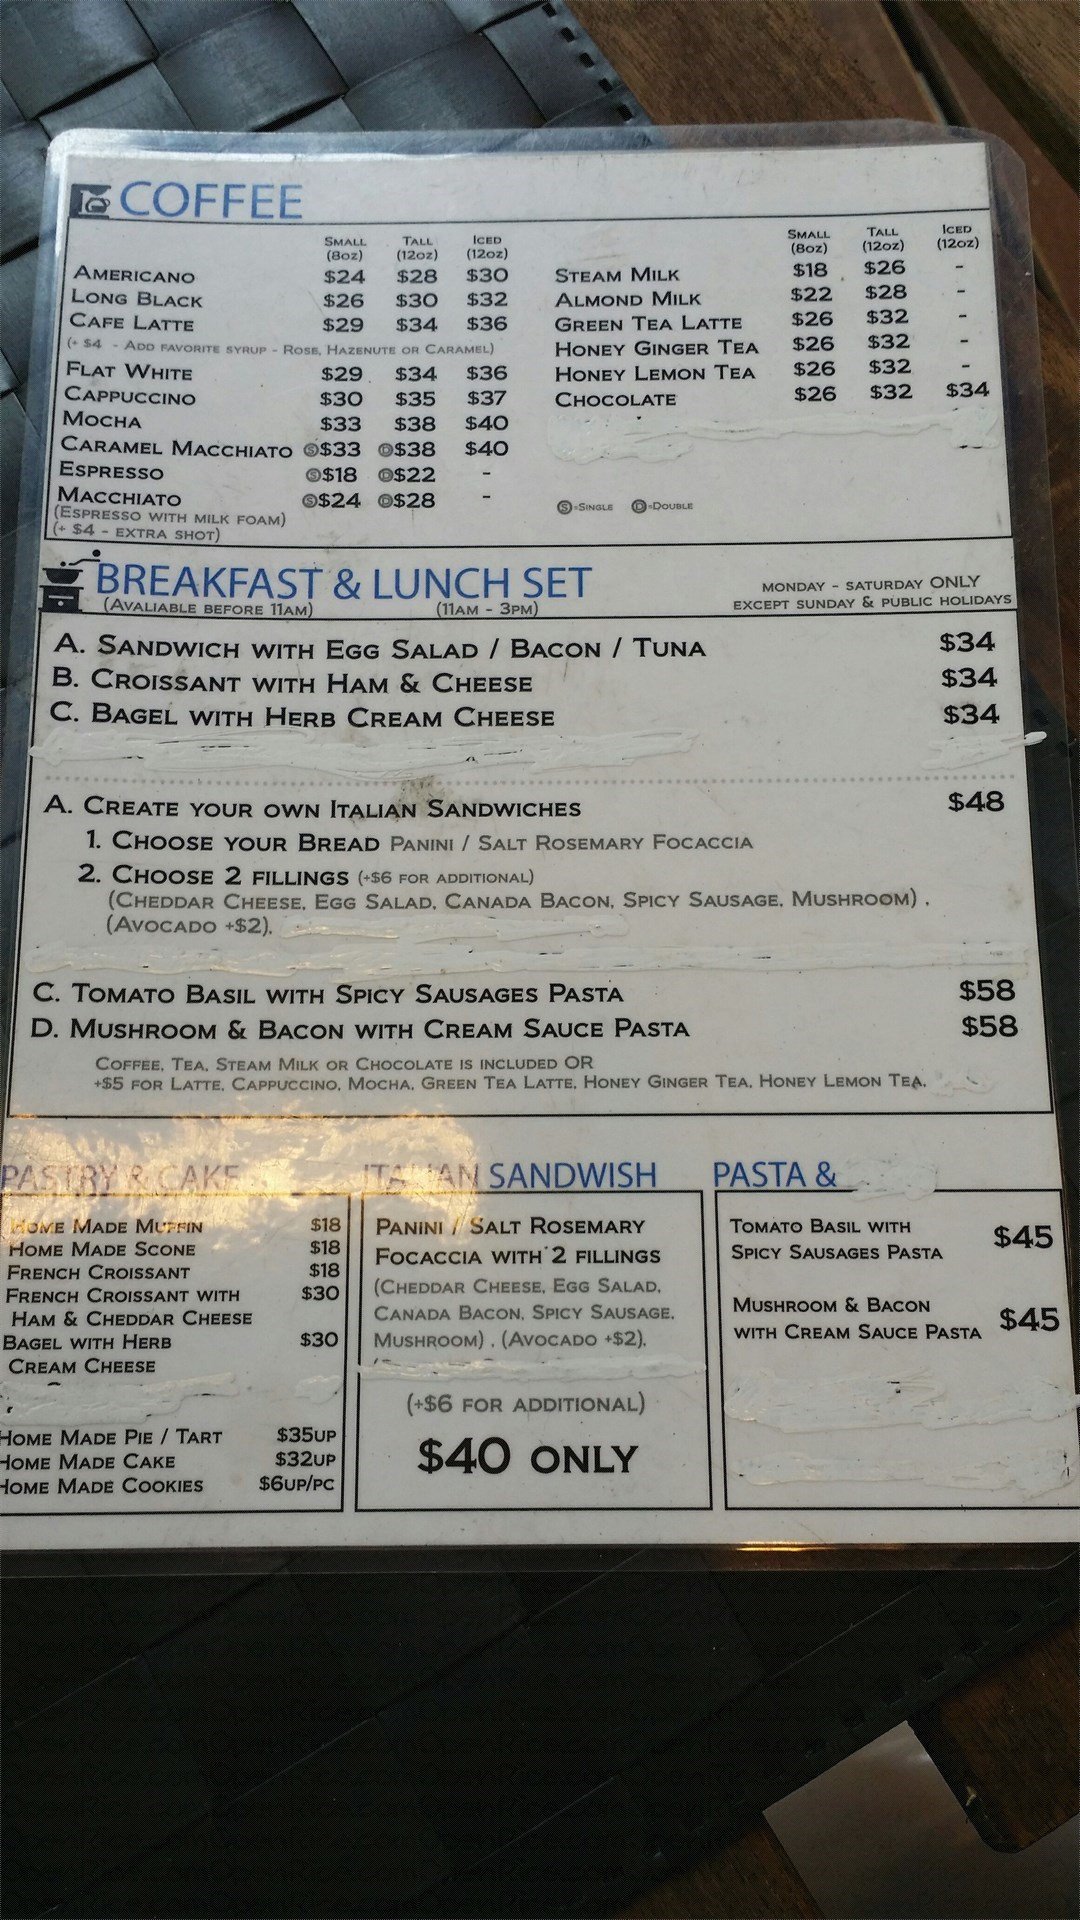 COFFEE
SMALL (8OZ) TALL (12OZ) ICED (12OZ)
AMERICANO $24 $28 $30
LONG BLACK $26 $30 $32
CAFE LATTE $29 $34 $36
(+ $4 - ADD FAVORITE SYRUP - ROSE, HAZENUTE OR CARAMEL)
FLAT WHITE $29 $34 $36
CAPPUCCINO $30 $35 $37
MOCHA $33 $38 $40
CARAMEL MACCHIATO Ⓢ$33 Ⓓ$38 $40
ESPRESSO Ⓢ$18 Ⓓ$22 -
MACCHIATO Ⓢ$24 Ⓓ$28 -
(ESPRESSO WITH MILK FOAM)
(+ $4 - EXTRA SHOT)
SMALL (8OZ) TALL (12OZ) ICED (12OZ)
STEAM MILK $18 $26 -
ALMOND MILK $22 $28 -
GREEN TEA LATTE $26 $32 -
HONEY GINGER TEA $26 $32 -
HONEY LEMON TEA $26 $32 -
CHOCOLATE $26 $32 $34
Ⓢ=SINGLE Ⓓ=DOUBLE
BREAKFAST & LUNCH SET
(AVALIABLE BEFORE 11AM) (11AM - 3PM)
MONDAY - SATURDAY ONLY
EXCEPT SUNDAY & PUBLIC HOLIDAYS
A. SANDWICH WITH EGG SALAD / BACON / TUNA $34
B. CROISSANT WITH HAM & CHEESE $34
C. BAGEL WITH HERB CREAM CHEESE $34
A. CREATE YOUR OWN ITALIAN SANDWICHES $48
1. CHOOSE YOUR BREAD PANINI / SALT ROSEMARY FOCACCIA
2. CHOOSE 2 FILLINGS (+$6 FOR ADDITIONAL)
(CHEDDAR CHEESE, EGG SALAD, CANADA BACON, SPICY SAUSAGE, MUSHROOM) .
(AVOCADO +$2),
C. TOMATO BASIL WITH SPICY SAUSAGES PASTA $58
D. MUSHROOM & BACON WITH CREAM SAUCE PASTA $58
COFFEE, TEA, STEAM MILK OR CHOCOLATE IS INCLUDED OR
+$5 FOR LATTE, CAPPUCCINO, MOCHA, GREEN TEA LATTE, HONEY GINGER TEA, HONEY LEMON TEA,
PASTRY & CAKE
HOME MADE MUFFIN $18
HOME MADE SCONE $18
FRENCH CROISSANT $18
FRENCH CROISSANT WITH $30
HAM & CHEDDAR CHEESE
BAGEL WITH HERB $30
CREAM CHEESE
HOME MADE PIE / TART $35UP
HOME MADE CAKE $32UP
HOME MADE COOKIES $6UP/PC
ITALIAN SANDWISH
PANINI / SALT ROSEMARY
FOCACCIA WITH 2 FILLINGS
(CHEDDAR CHEESE, EGG SALAD,
CANADA BACON, SPICY SAUSAGE,
MUSHROOM) , (AVOCADO +$2),
(+$6 FOR ADDITIONAL)
$40 ONLY
PASTA &
TOMATO BASIL WITH
SPICY SAUSAGES PASTA $45
MUSHROOM & BACON
WITH CREAM SAUCE PASTA $45